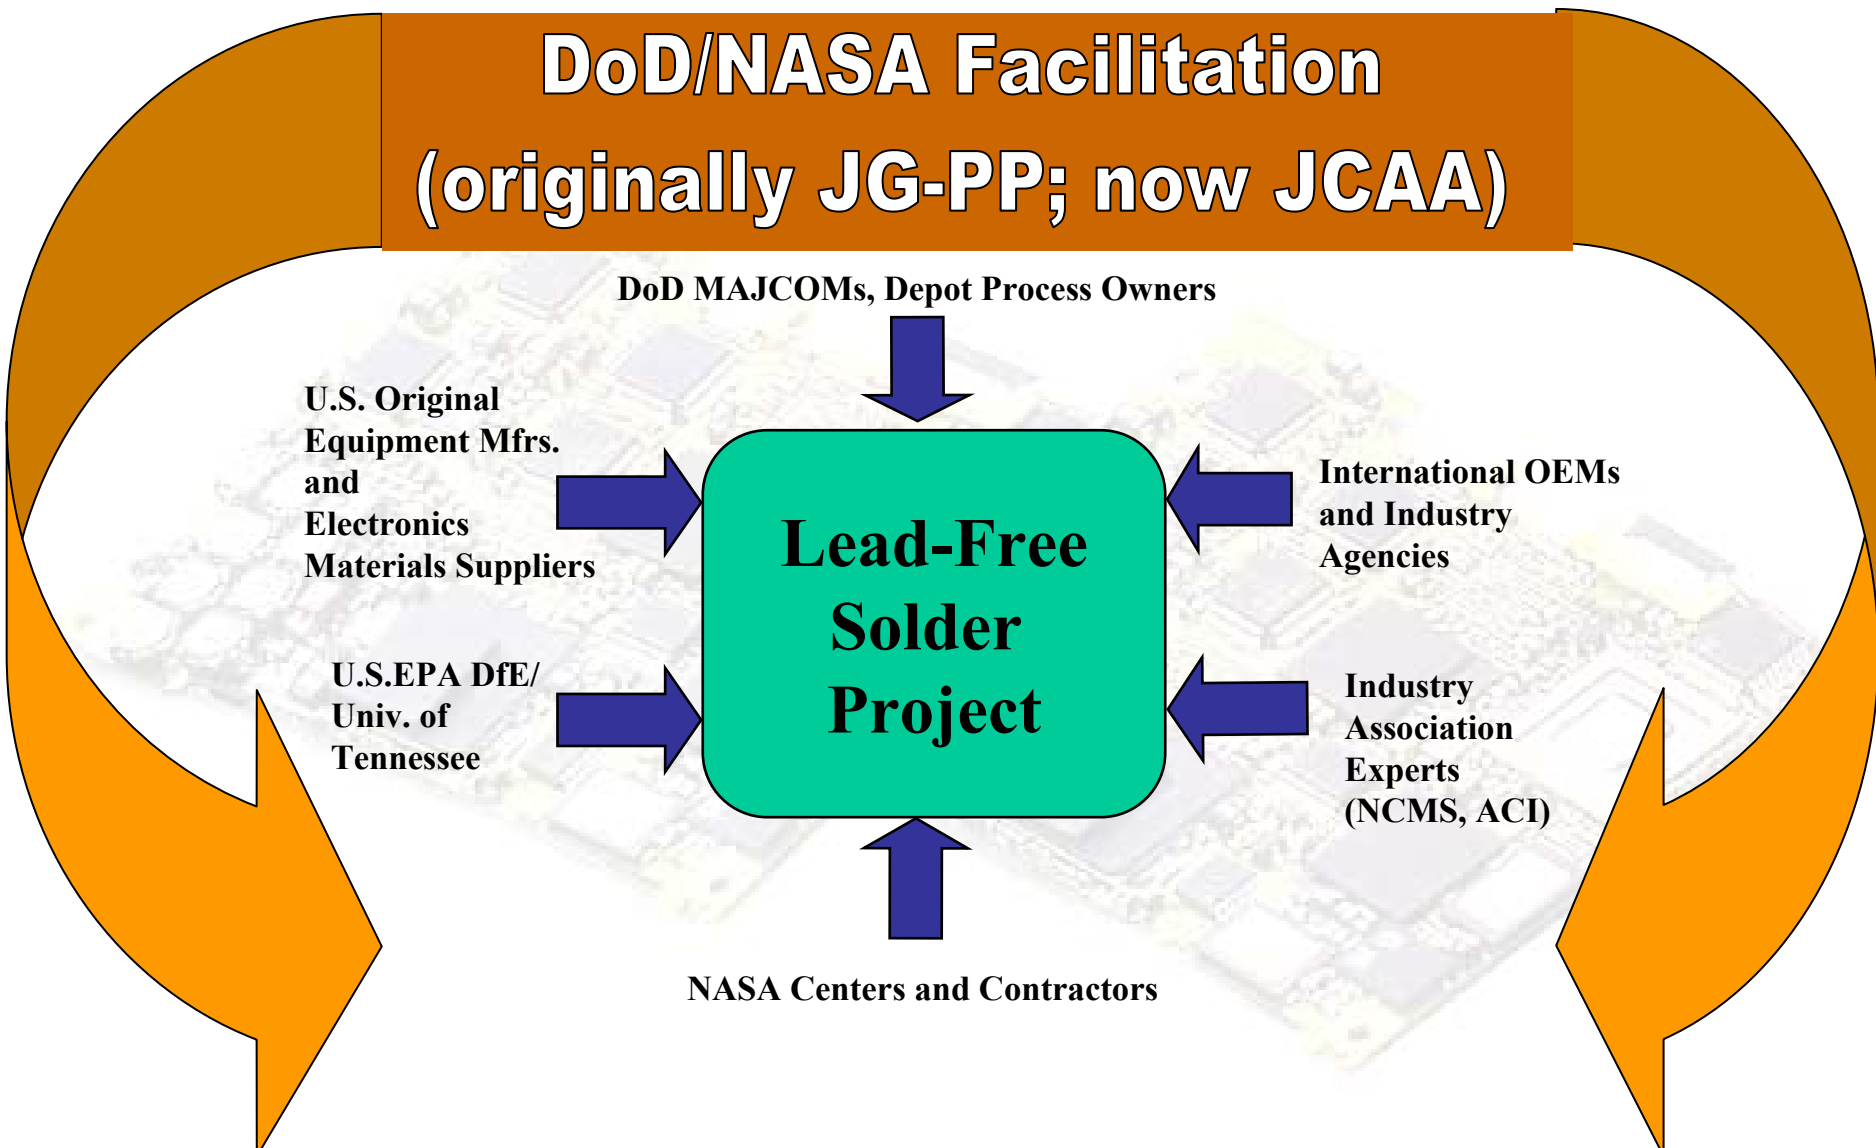 DoD/NASA Facilitation
(originally JG-PP; now JCAA)
DoD MAJCOMs, Depot Process Owners
U.S. Original
Equipment Mfrs.
and
Electronics
Materials Suppliers
International OEMs
and Industry
Agencies
Lead-Free
Solder
Project
U.S.EPA DfE/
Univ. of
Tennessee
Industry
Association
Experts
(NCMS, ACI)
NASA Centers and Contractors